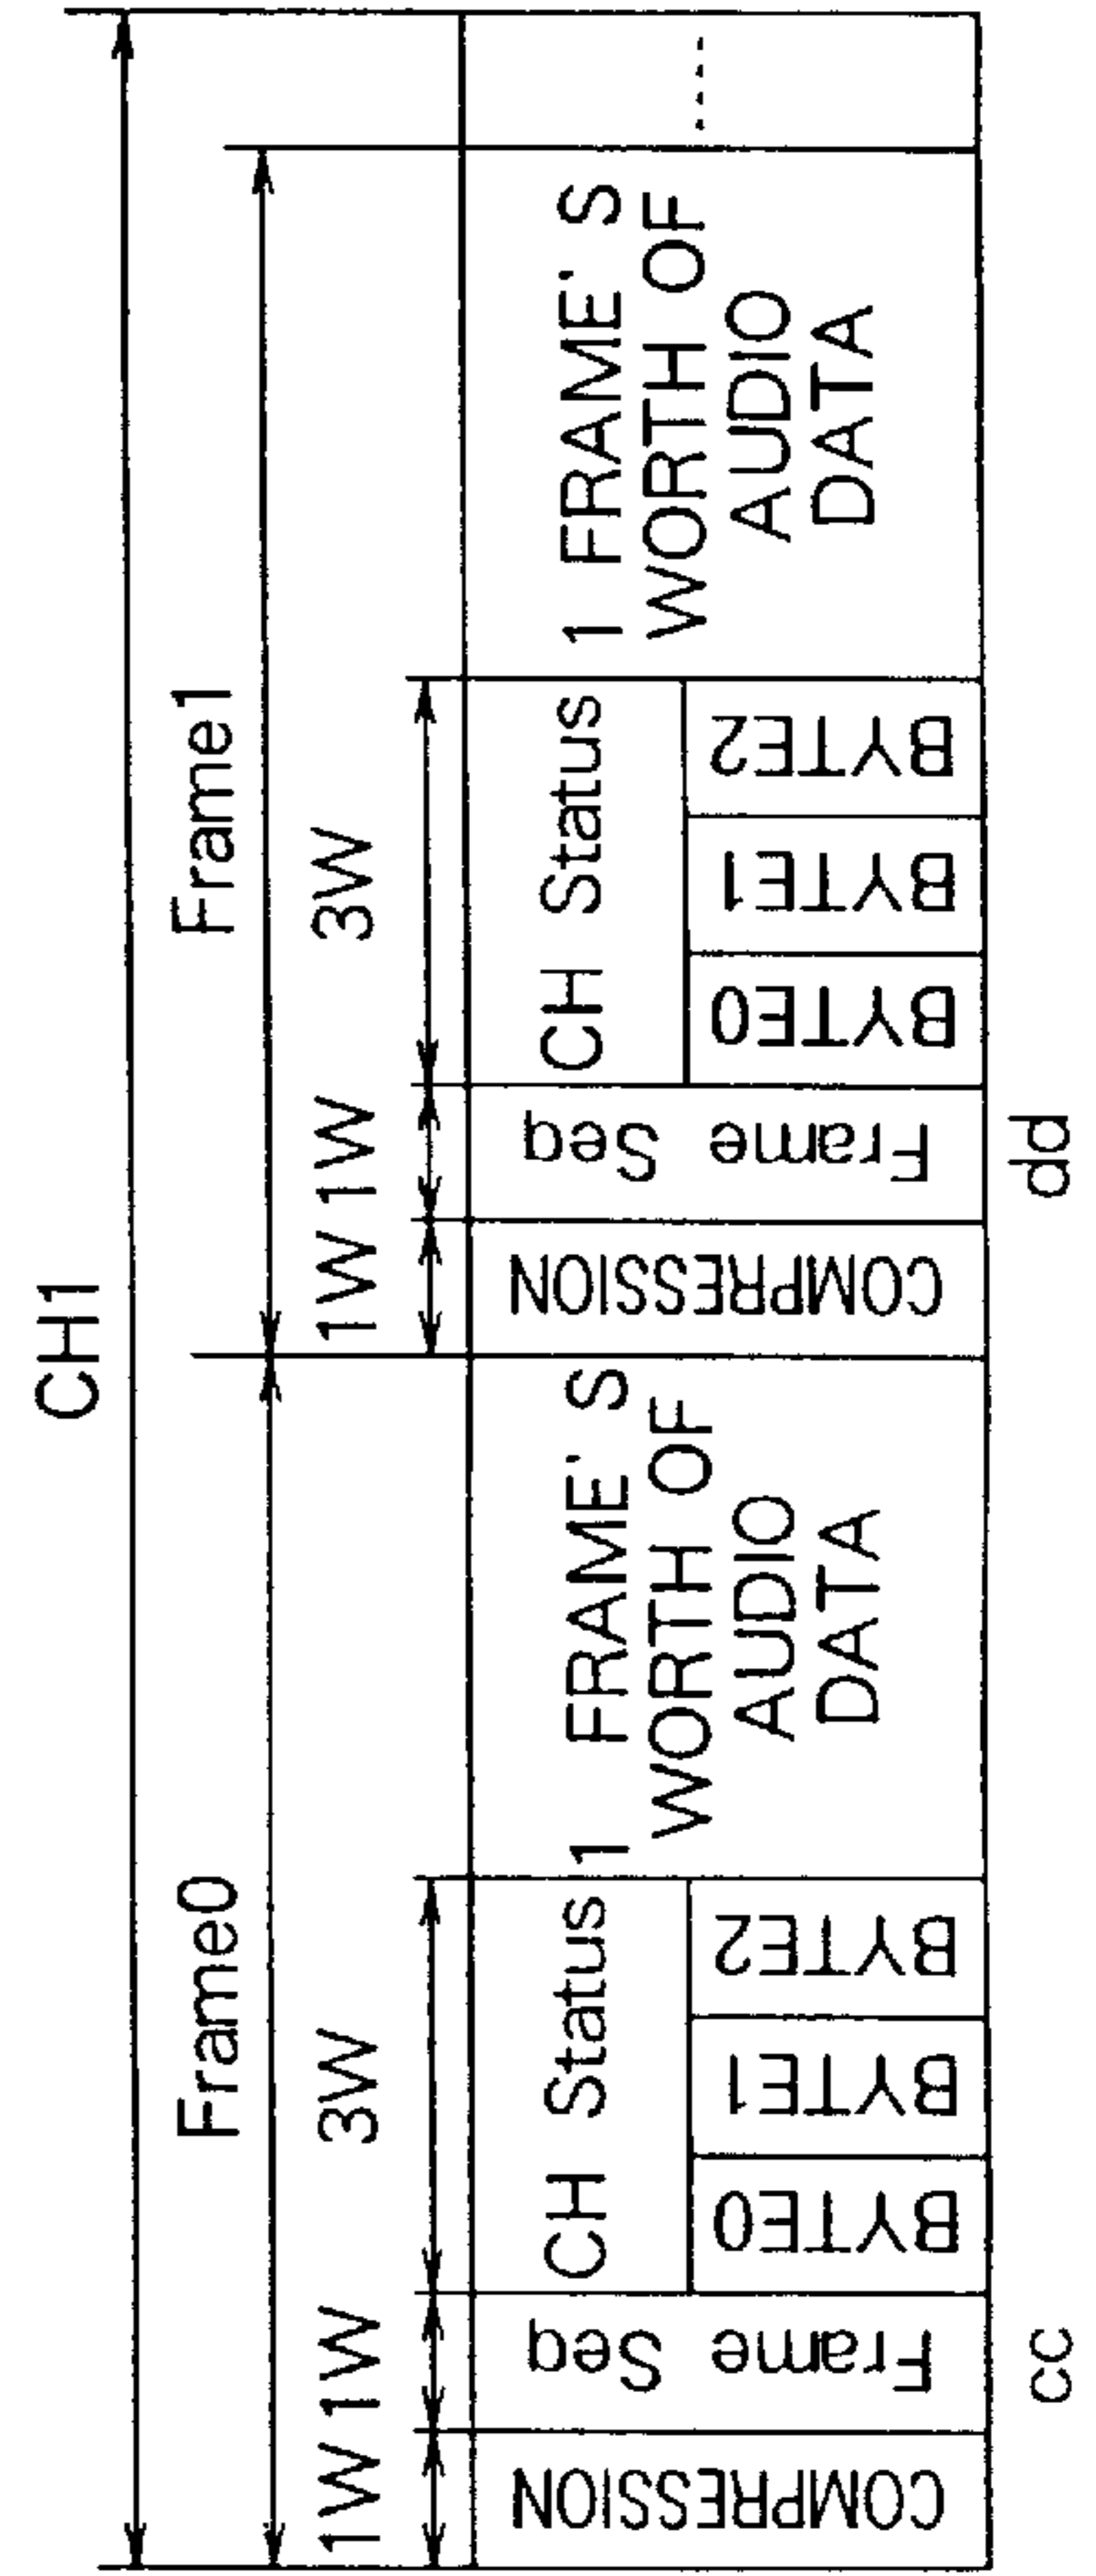 CH1
Frame0
Frame1
1W 1W
3W
1W 1W
3W
COMPRESSION
Frame
Seq
CH Status
BYTE0
BYTE1
BYTE2
1 FRAME'S
WORTH OF
AUDIO
DATA
COMPRESSION
Frame
Seq
CH Status
BYTE0
BYTE1
BYTE2
1 FRAME'S
WORTH OF
AUDIO
DATA
cc
dd